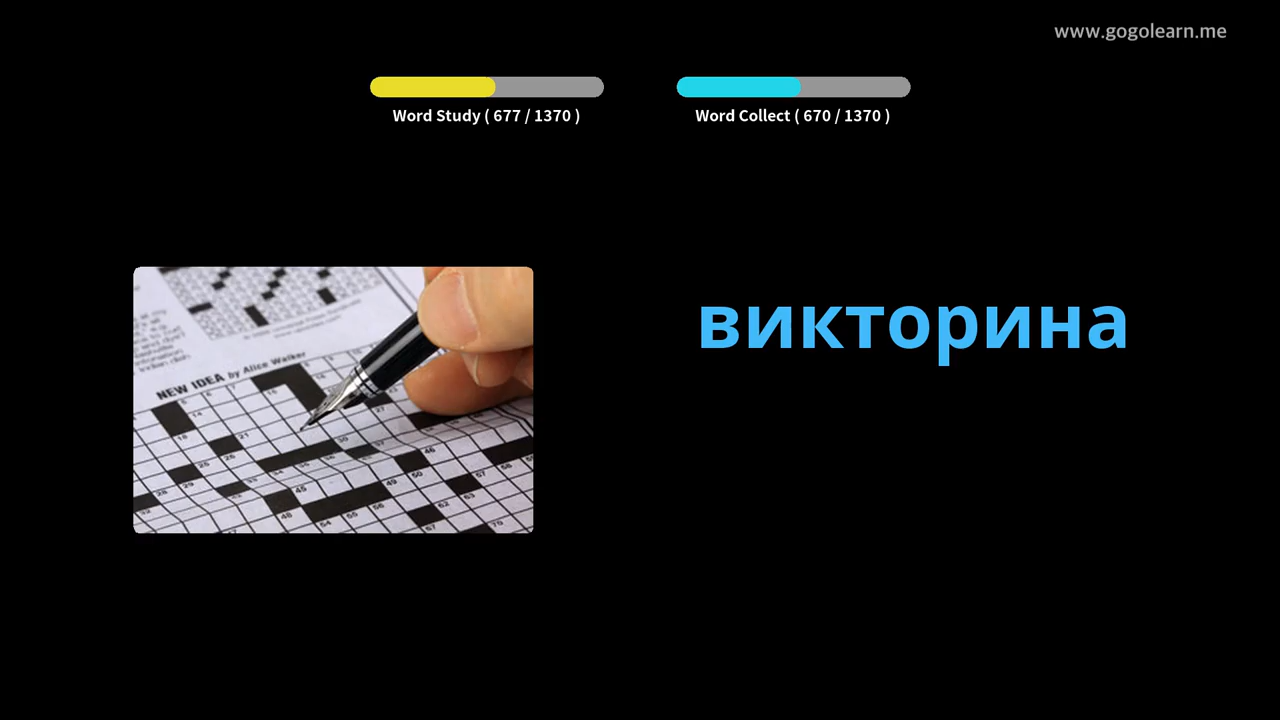 www.gogolearn.me
Word Study ( 677 / 1370 )
Word Collect ( 670 / 1370 )
викторина
NEW IDEA by Alice Walker